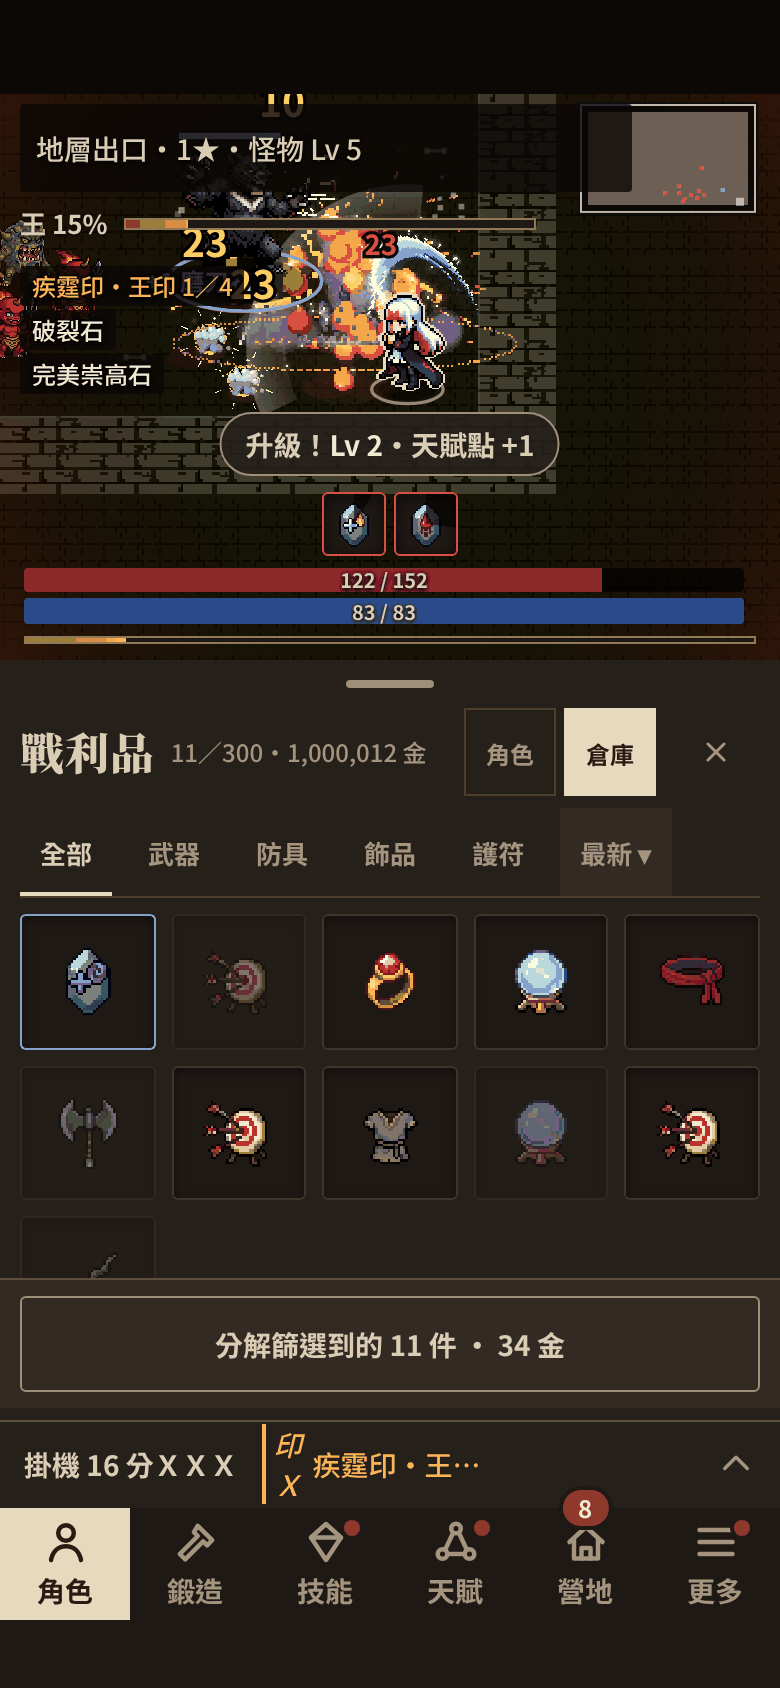 10
地層出口・1★・怪物 Lv 5
王 15%
23
23
疾霆印・王印 1／4
23
破裂石
完美崇高石
升級！Lv 2・天賦點 +1
122 / 152
83 / 83
戰利品
11／300・1,000,012 金
角色
倉庫
×
全部
武器
防具
飾品
護符
最新 ▾
分解篩選到的 11 件 ・ 34 金
掛機 16 分ＸＸＸ
印
X
疾霆印・王…
8
角色
鍛造
技能
天賦
營地
更多